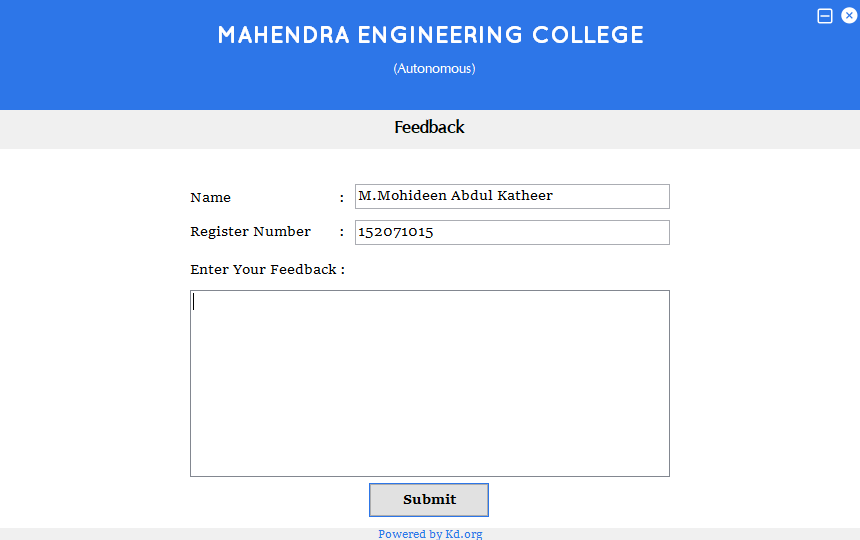 MAHENDRA ENGINEERING COLLEGE
(Autonomous)
Feedback
Name : M.Mohideen Abdul Katheer
Register Number : 152071015
Enter Your Feedback :
Submit
Powered by Kd.org